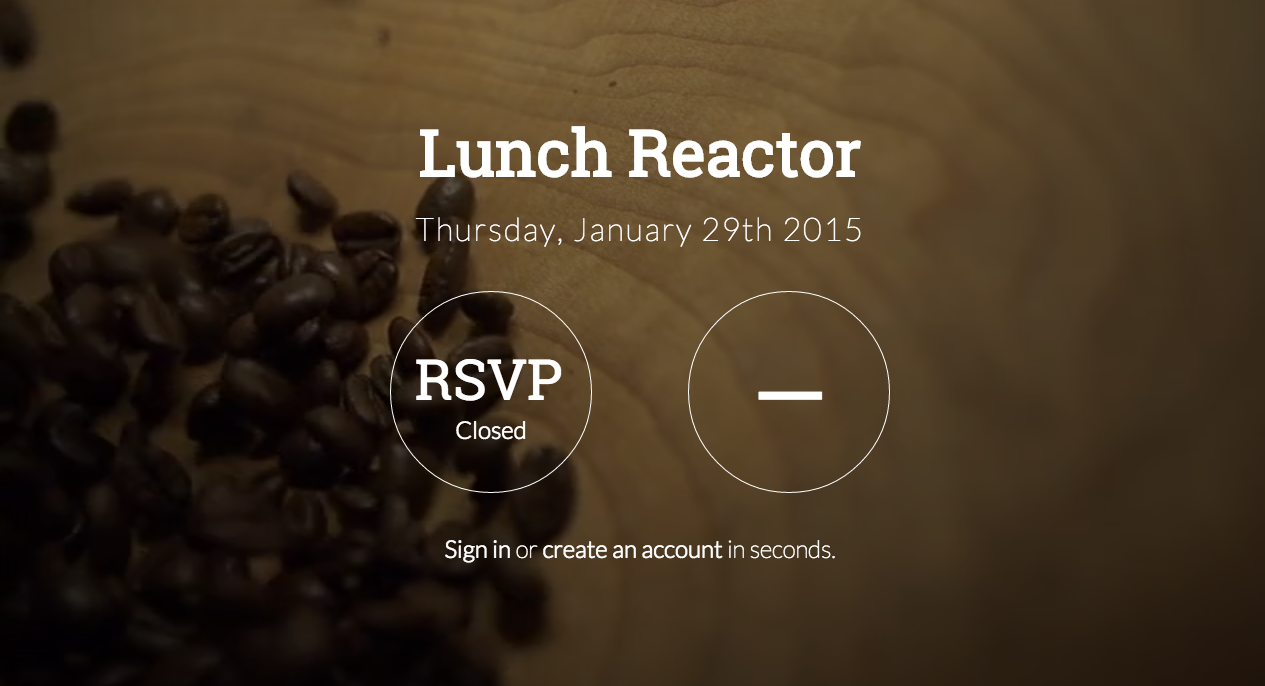 Lunch Reactor
Thursday, January 29th 2015
RSVP
Closed
—
Sign in or create an account in seconds.